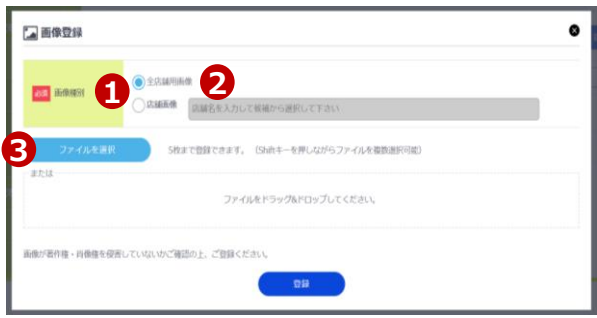 画像登録
必須 画像種別
1
全店舗用画像
2
店舗画像
店舗名を入力して候補から選択して下さい
3
ファイルを選択
5枚まで登録できます。（Shiftキーを押しながらファイルを複数選択可能）
または
ファイルをドラッグ&ドロップしてください。
画像が著作権・肖像権を侵害していないかご確認の上、ご登録ください。
登録